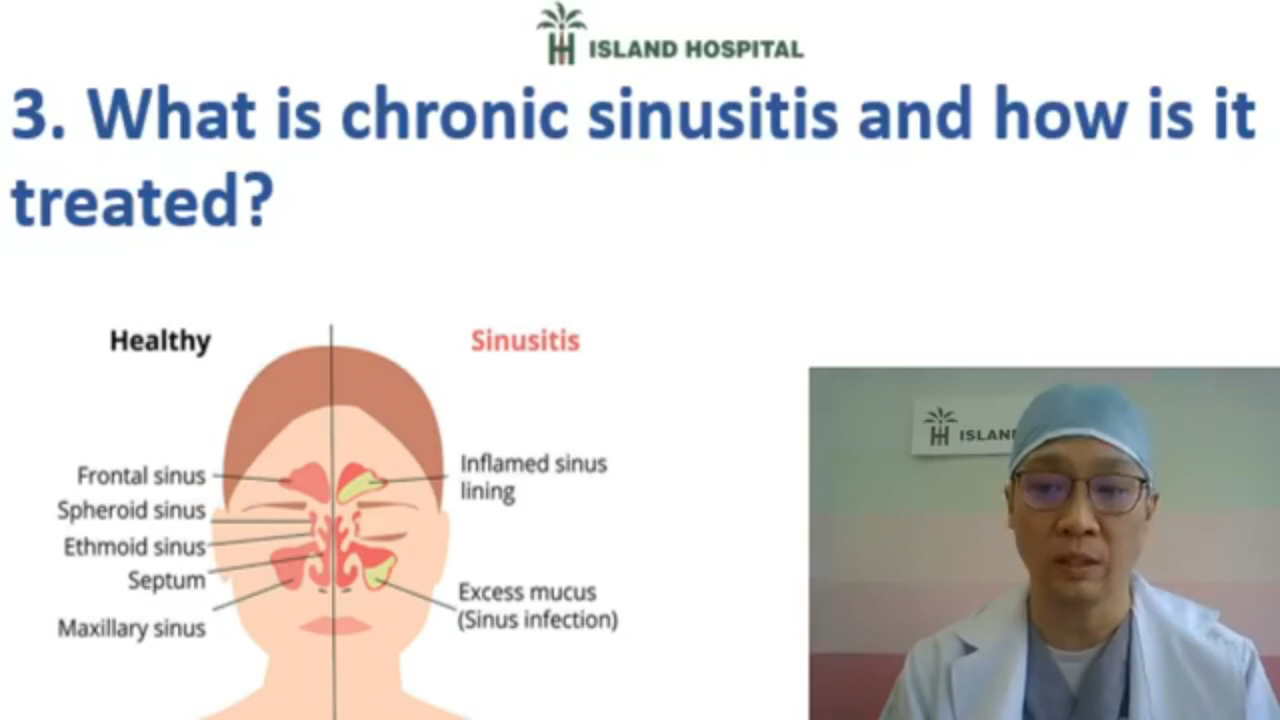 ISLAND HOSPITAL
3. What is chronic sinusitis and how is it
treated?
Healthy
Sinusitis
Frontal sinus
Spheroid sinus
Ethmoid sinus
Septum
Maxillary sinus
Inflamed sinus
lining
Excess mucus
(Sinus infection)
ISLAN